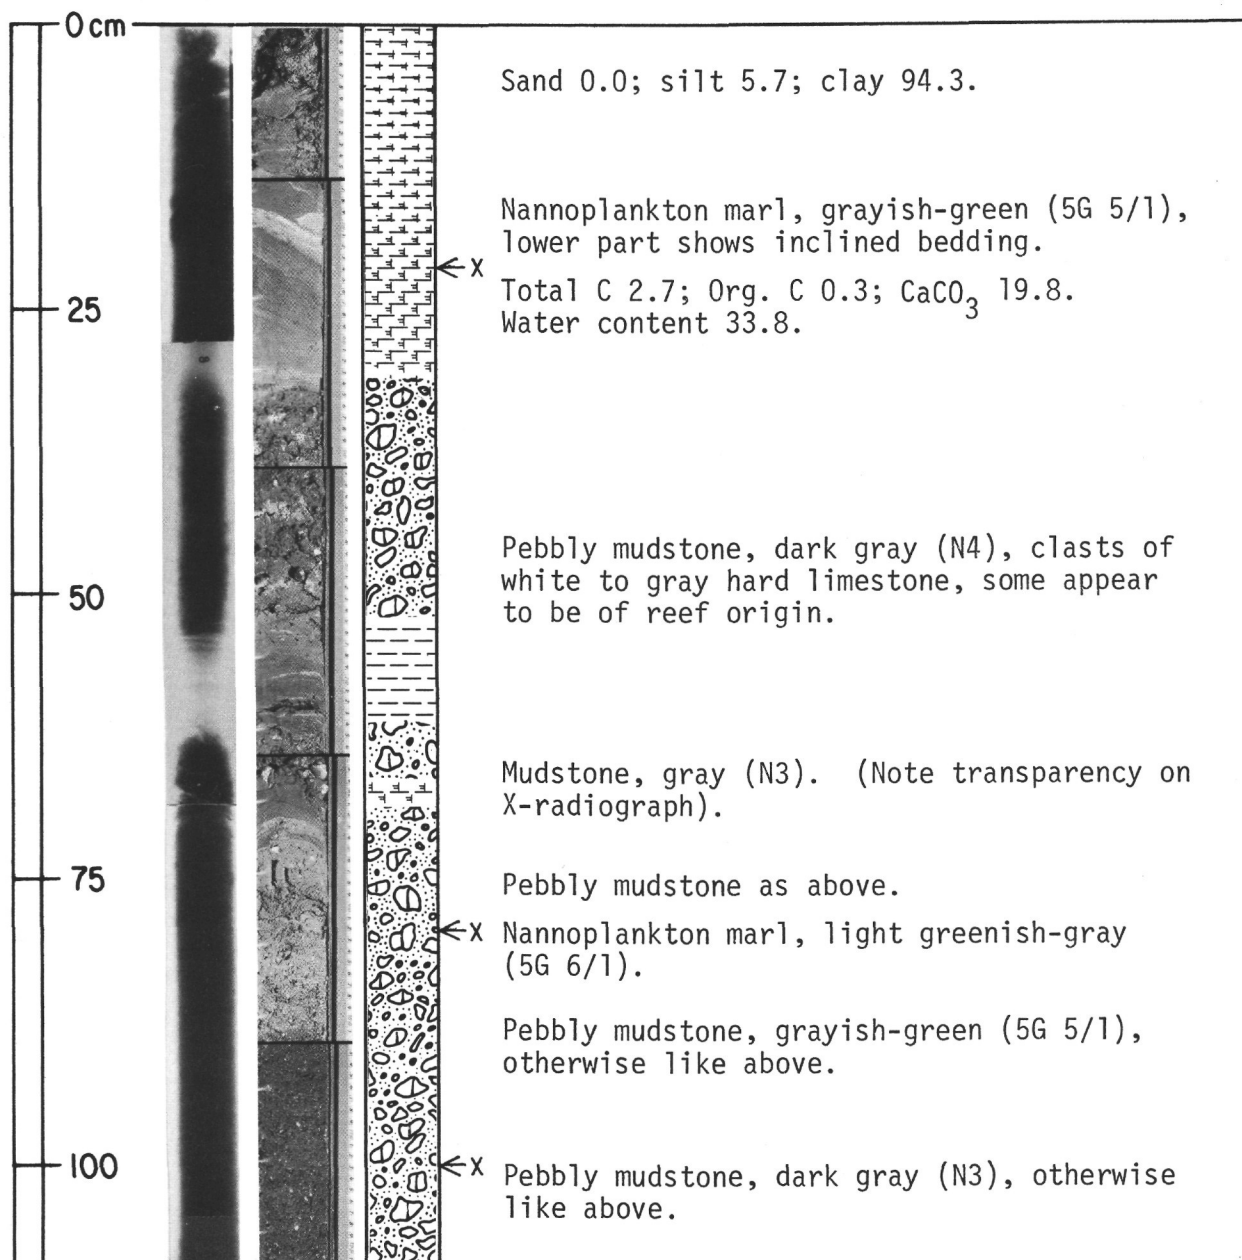 0 cm
Sand 0.0; silt 5.7; clay 94.3.
Nannoplankton marl, grayish-green (5G 5/1),
lower part shows inclined bedding.
X
Total C 2.7; Org. C 0.3; CaCO3 19.8.
25
Water content 33.8.
Pebbly mudstone, dark gray (N4), clasts of
white to gray hard limestone, some appear
50
to be of reef origin.
Mudstone, gray (N3). (Note transparency on
X-radiograph).
75
Pebbly mudstone as above.
X Nannoplankton marl, light greenish-gray
(5G 6/1).
Pebbly mudstone, grayish-green (5G 5/1),
otherwise like above.
100
X Pebbly mudstone, dark gray (N3), otherwise
like above.